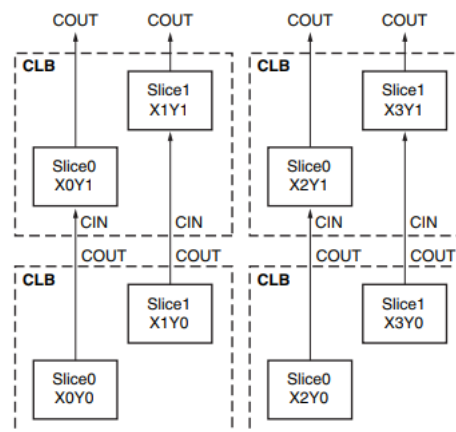 COUT COUT COUT COUT
CLB CLB
Slice1 Slice1
X1Y1 X3Y1
Slice0 Slice0
X0Y1 X2Y1
CIN CIN CIN CIN
COUT COUT COUT COUT
CLB CLB
Slice1 Slice1
X1Y0 X3Y0
Slice0 Slice0
X0Y0 X2Y0